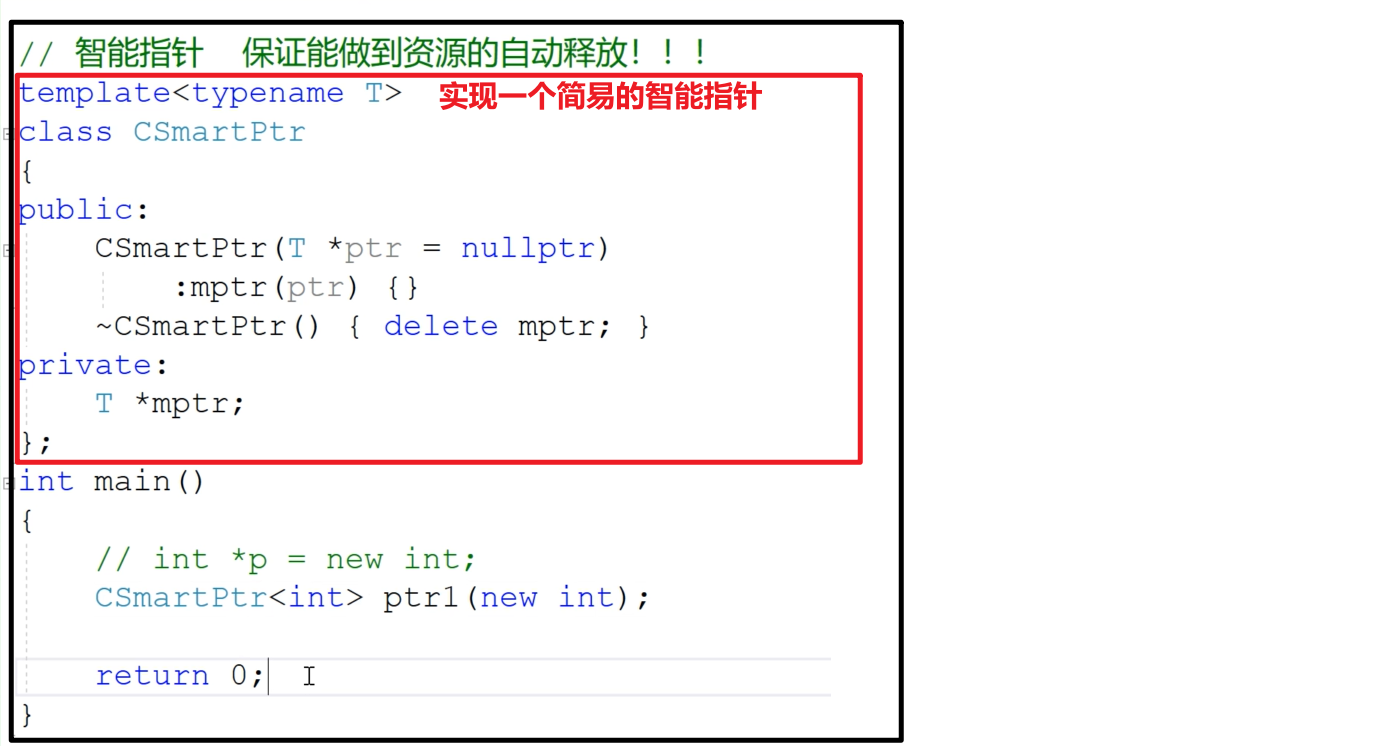 // 智能指针  保证能做到资源的自动释放！！！
template<typename T> 实现一个简易的智能指针
class CSmartPtr
{
public:
    CSmartPtr(T *ptr = nullptr)
        :mptr(ptr) {}
    ~CSmartPtr() { delete mptr; }
private:
    T *mptr;
};
int main()
{
    // int *p = new int;
    CSmartPtr<int> ptr1(new int);
    return 0;
}